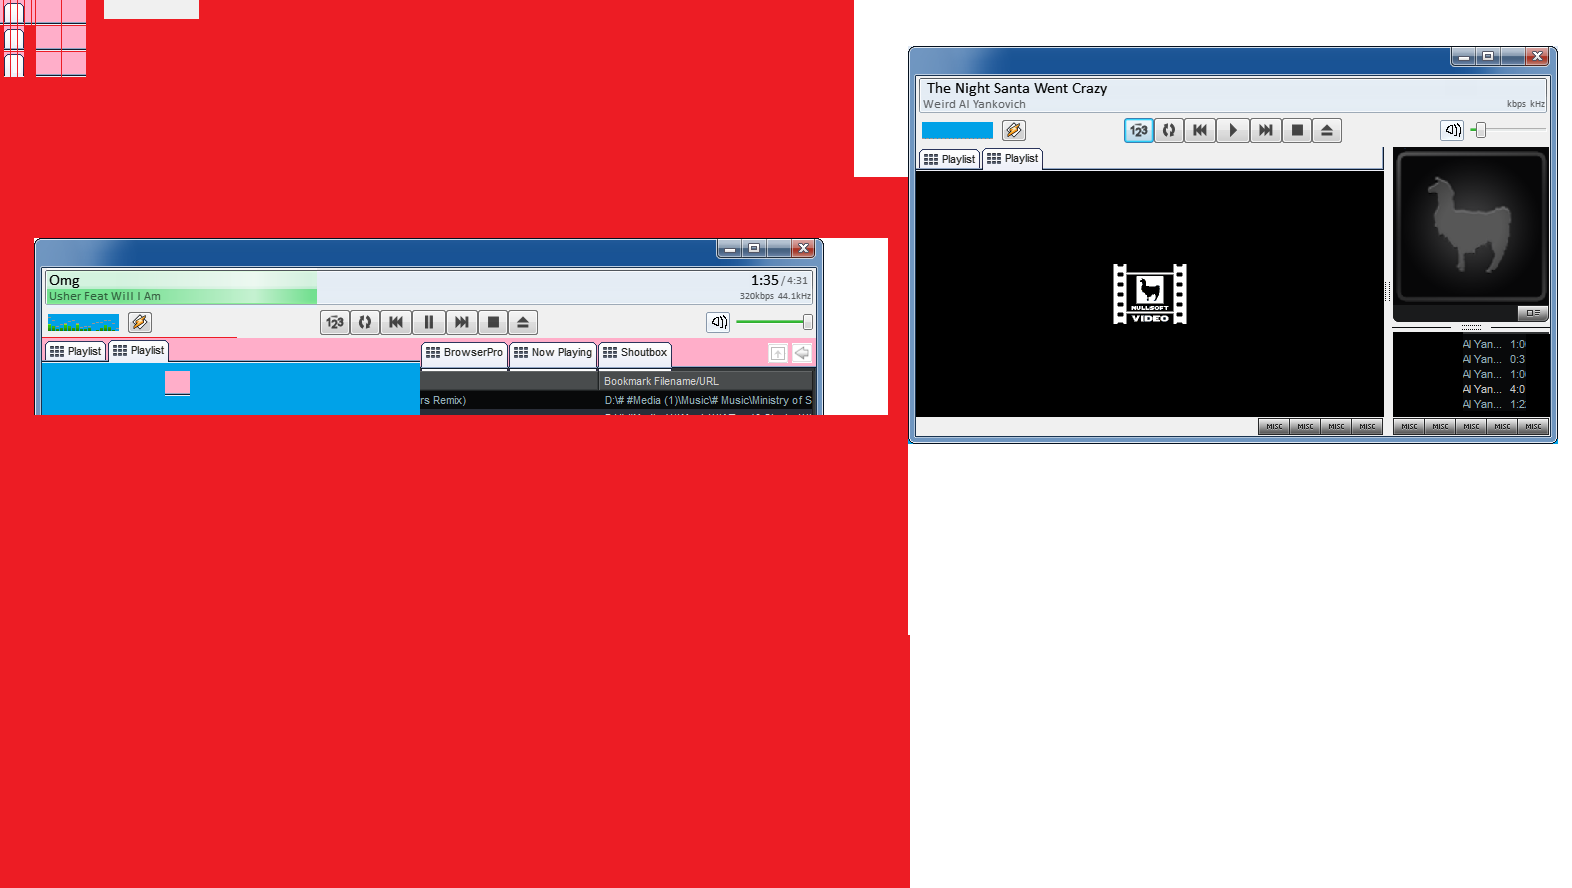 The Night Santa Went Crazy
Weird Al Yankovich
kbps kHz
123
Playlist
Playlist
NULLSOFT
VIDEO
Al Yan... 1:0
Al Yan... 0:3
Al Yan... 1:0
Al Yan... 4:0
Al Yan... 1:2
MISC MISC MISC MISC
MISC MISC MISC MISC MISC
Omg
1:35 / 4:31
Usher Feat Will I Am
320kbps 44.1kHz
123
Playlist
Playlist
BrowserPro
Now Playing
Shoutbox
Bookmark Filename/URL
rs Remix)
D:\# #Media (1)\Music\# Music\Ministry of S